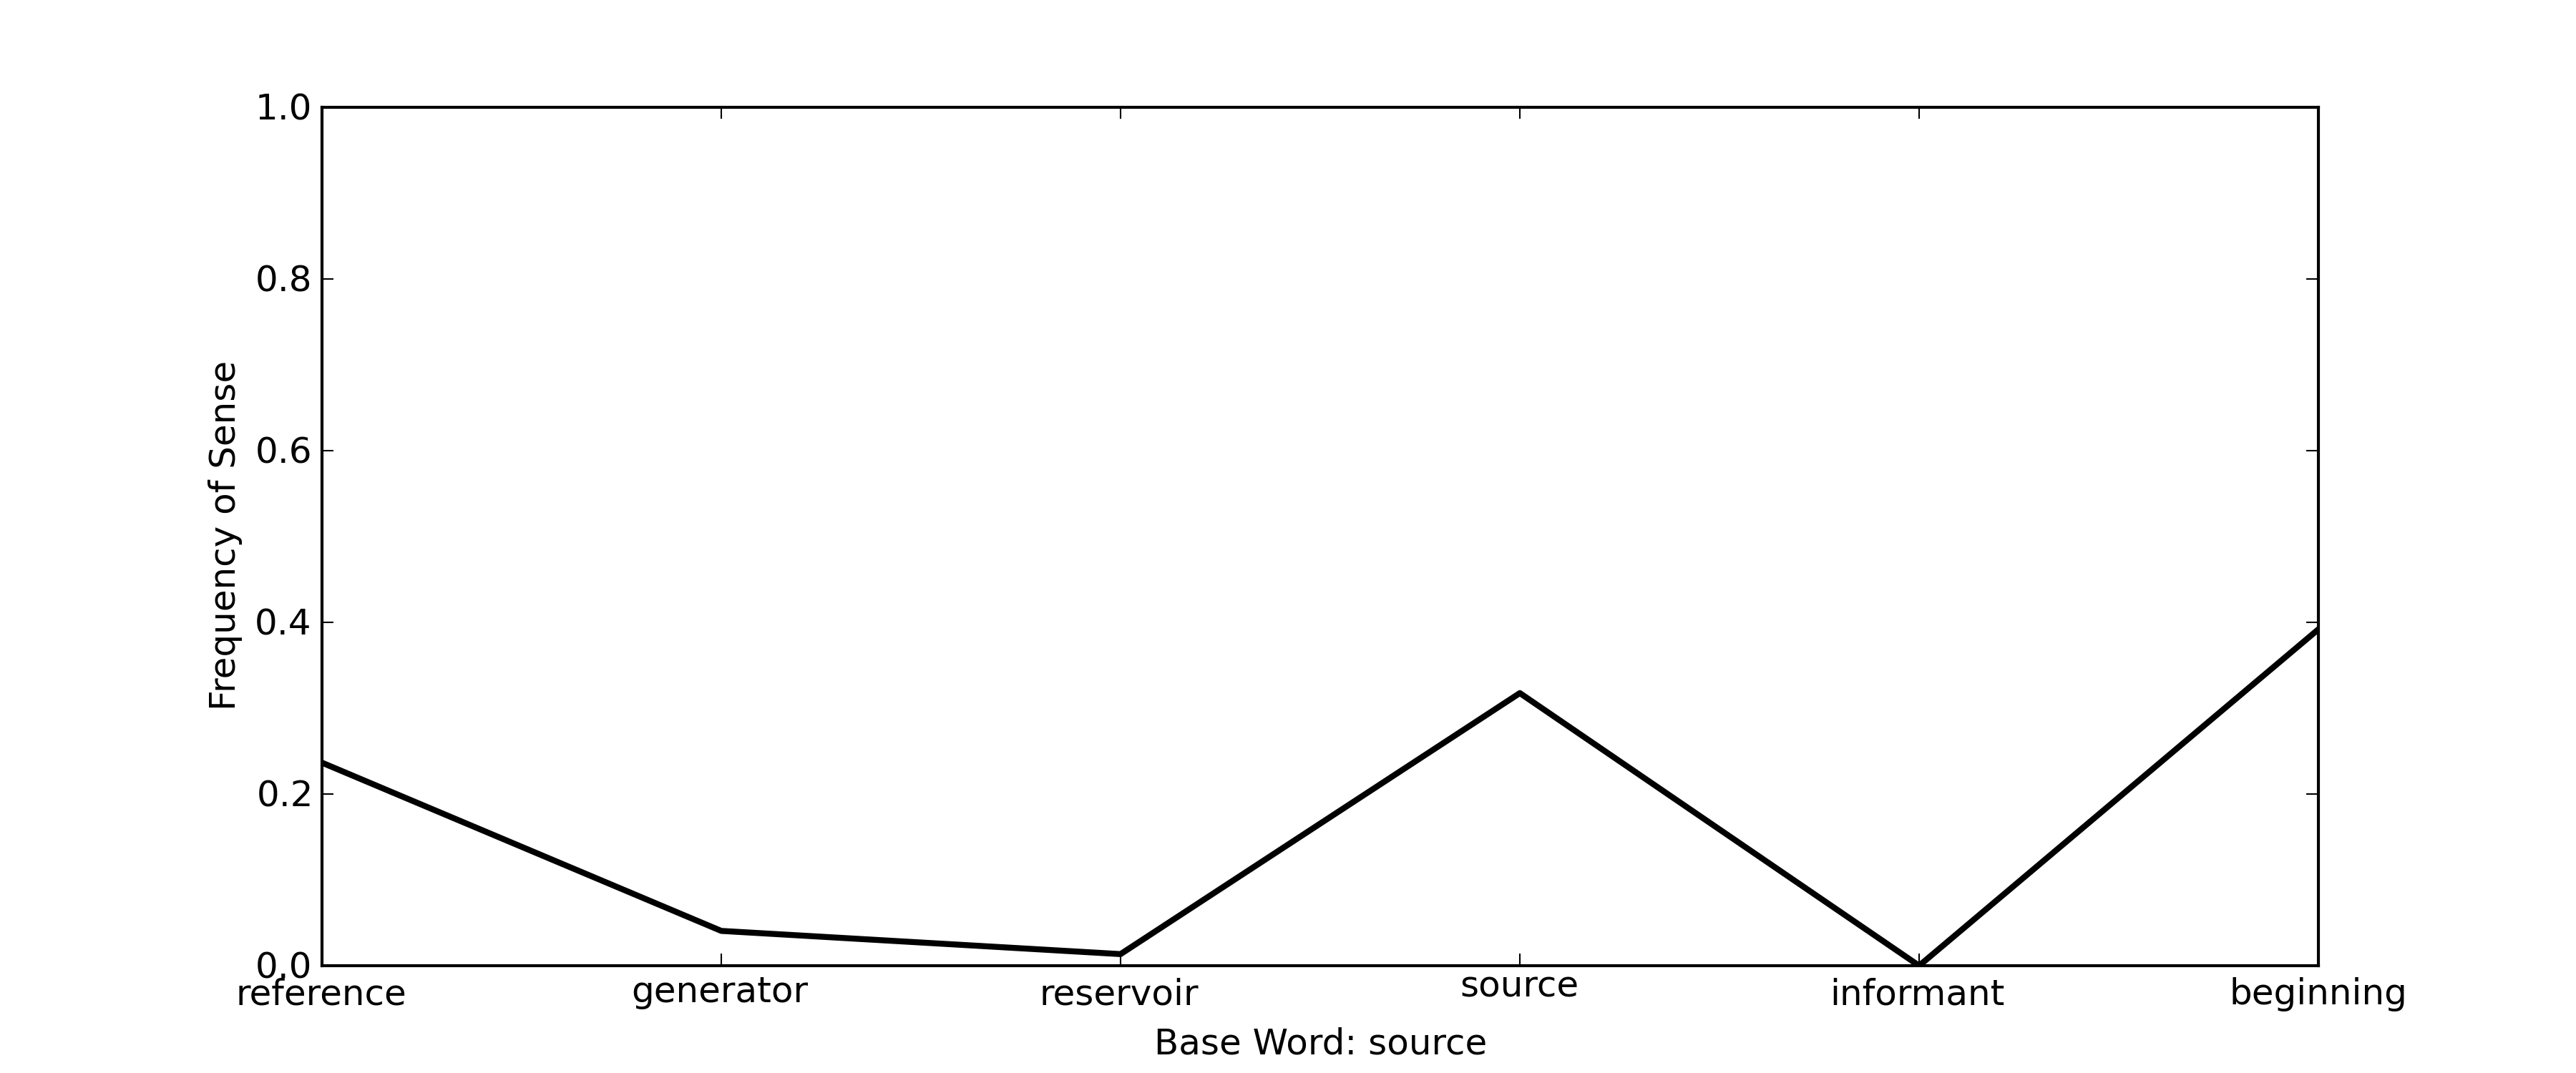 1.0
0.8
0.6
0.4
0.2
0.0
Frequency of Sense
reference generator reservoir source informant beginning
Base Word: source